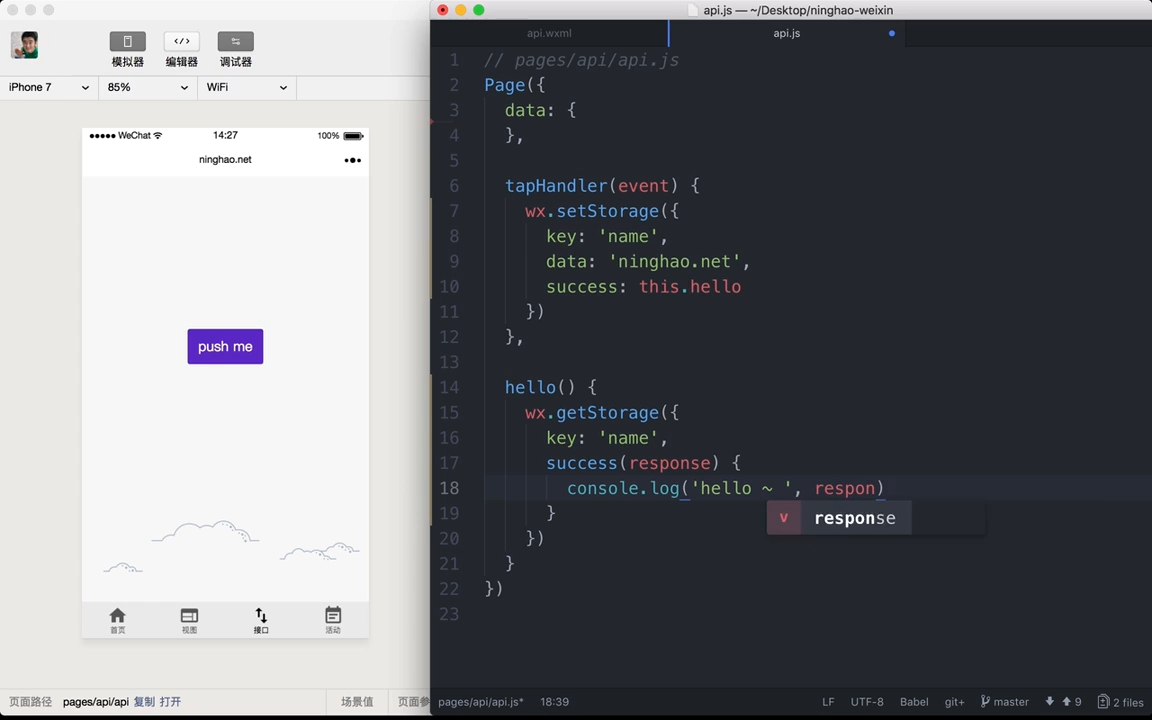 api.js — ~/Desktop/ninghao-weixin
模拟器 编辑器 调试器
iPhone 7 85% WiFi
WeChat 14:27 100%
ninghao.net
push me
首页 视图 接口 活动
页面路径 pages/api/api 复制 打开 场景值 页面参
api.wxml api.js
1 // pages/api/api.js
2 Page({
3 data: {
4 },
5
6 tapHandler(event) {
7 wx.setStorage({
8 key: 'name',
9 data: 'ninghao.net',
10 success: this.hello
11 })
12 },
13
14 hello() {
15 wx.getStorage({
16 key: 'name',
17 success(response) {
18 console.log('hello ~ ', respon)
v response
19 }
20 })
21 }
22 })
23
pages/api/api.js* 18:39 LF UTF-8 Babel git+ master 9 2 files